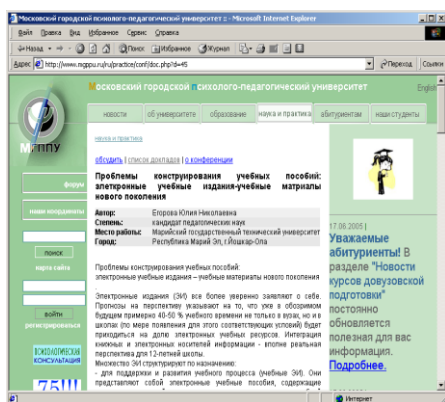 Московский городской психолого-педагогический университет :: - Microsoft Internet Explorer
Файл Правка Вид Избранное Сервис Справка
Назад Поиск Избранное Журнал
Адрес http://www.mgppu.ru/ru/practice/conf/doc.php?d=45 Переход Ссылки
Московский городской психолого-педагогический университет English
новости об университете образование наука и практика абитуриентам наши студенты
МГППУ
наука и практика
обсудить | список докладов | о конференции
Проблемы конструирования учебных пособий:
электронные учебные издания-учебные матриалы
нового поколения
форум
наши координаты
поиск
карта сайта
войти
регистрироваться
ПСИХОЛОГИЧЕСКАЯ
КОНСУЛЬТАЦИЯ
75!!!
Автор: Егорова Юлия Николаевна
Степень: кандидат педагогических наук
Место работы: Марийский государственный технический университет
Город: Республика Марий Эл, г.Йошкар-Ола
Проблемы конструирования учебных пособий:
электронные учебные издания – учебные материалы нового поколения
Электронные издания (ЭИ) все более уверенно заявляют о себе.
Прогнозы на перспективу указывают на то, что уже в обозримом
будущем примерно 40-50 % учебного времени не только в вузах, но и в
школах (по мере появления для этого соответствующих условий) будет
приходиться на долю электронных учебных ресурсов. Интеграция
книжных и электронных носителей информации - вполне реальная
перспектива для 12-летней школы.
Множество ЭИ структурируют по назначению:
- для поддержки и развития учебного процесса (учебные ЭИ). Они
представляют собой электронные учебные пособия, содержащие
17.06.2005 |
Уважаемые
абитуриенты! В
разделе "Новости
курсов довузовской
подготовки"
постоянно
обновляется
полезная для вас
информация.
Подробнее.
Интернет